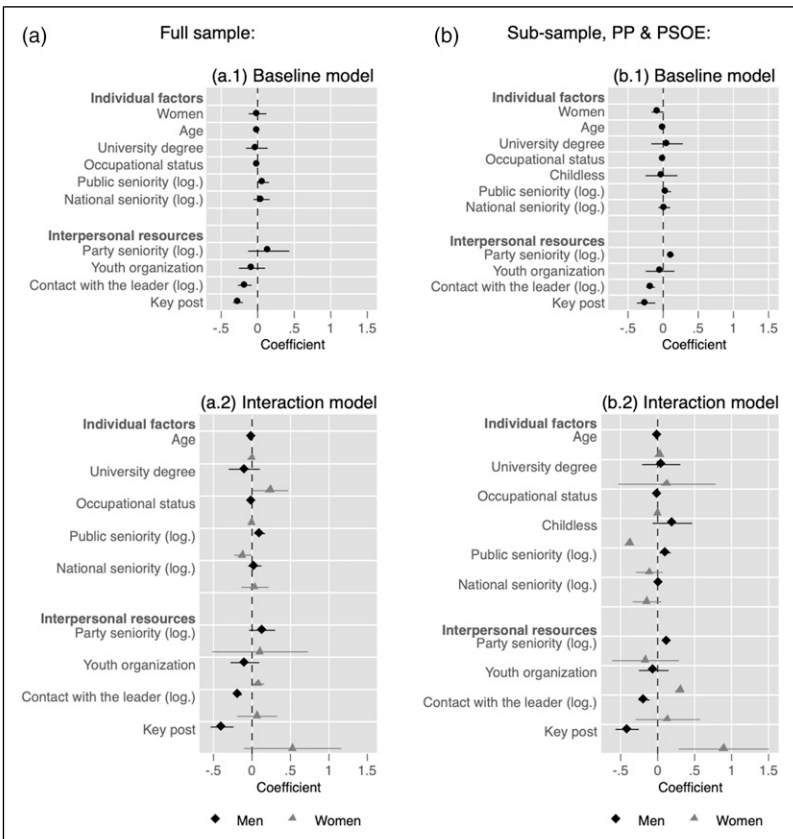 (a)
Full sample:
(a.1) Baseline model
Individual factors
Women
Age
University degree
Occupational status
Public seniority (log.)
National seniority (log.)
Interpersonal resources
Party seniority (log.)
Youth organization
Contact with the leader (log.)
Key post
-.5 0 .5 1 1.5
Coefficient
(b)
Sub-sample, PP & PSOE:
(b.1) Baseline model
Individual factors
Women
Age
University degree
Occupational status
Childless
Public seniority (log.)
National seniority (log.)
Interpersonal resources
Party seniority (log.)
Youth organization
Contact with the leader (log.)
Key post
-.5 0 .5 1 1.5
Coefficient
(a.2) Interaction model
Individual factors
Age
University degree
Occupational status
Public seniority (log.)
National seniority (log.)
Interpersonal resources
Party seniority (log.)
Youth organization
Contact with the leader (log.)
Key post
-.5 0 .5 1 1.5
Coefficient
Men Women
(b.2) Interaction model
Individual factors
Age
University degree
Occupational status
Childless
Public seniority (log.)
National seniority (log.)
Interpersonal resources
Party seniority (log.)
Youth organization
Contact with the leader (log.)
Key post
-.5 0 .5 1 1.5
Coefficient
Men Women